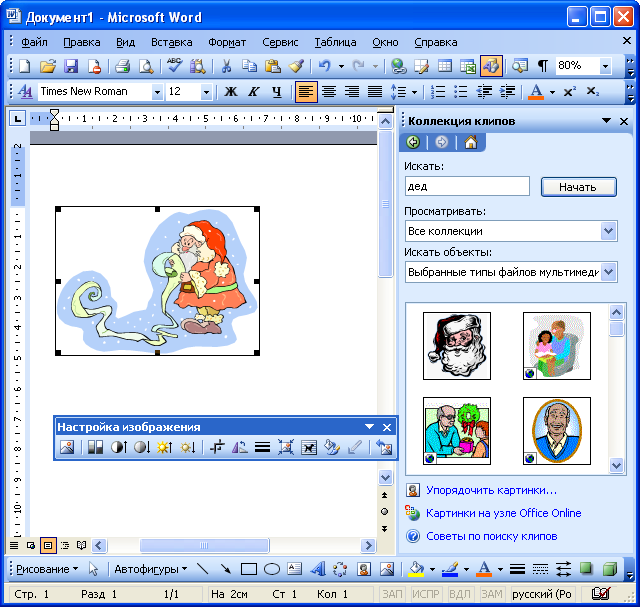 Документ1 - Microsoft Word
Файл Правка Вид Вставка Формат Сервис Таблица Окно Справка
80%
Times New Roman 12 Ж К Ч
Коллекция клипов
Искать:
дед Начать
Просматривать:
Все коллекции
Искать объекты:
Выбранные типы файлов мультимеди
Настройка изображения
Упорядочить картинки...
Картинки на узле Office Online
Советы по поиску клипов
Рисование Автофигуры
Стр. 1 Разд 1 1/1 На 2см Ст 1 Кол 1 ЗАП ИСПР ВДЛ ЗАМ русский (Ро